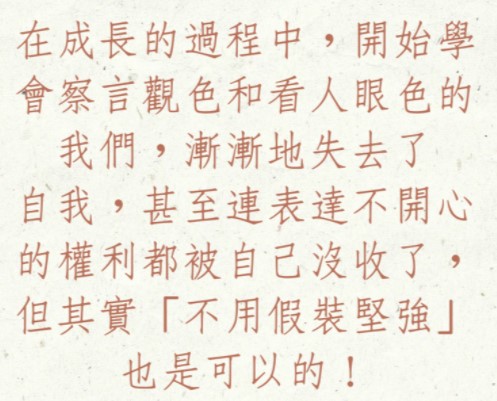 在成長的過程中，開始學
會察言觀色和看人眼色的
我們，漸漸地失去了
自我，甚至連表達不開心
的權利都被自己沒收了，
但其實「不用假裝堅強」
也是可以的！